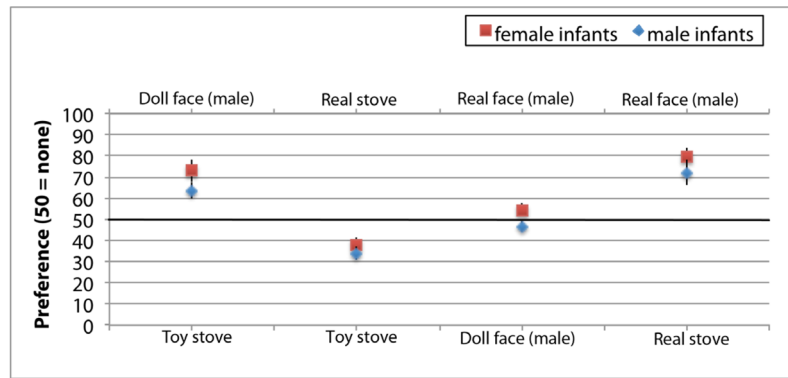 female infants male infants
Doll face (male) Real stove Real face (male) Real face (male)
100
90
80
70
60
50
40
30
20
10
0
Preference (50 = none)
Toy stove Toy stove Doll face (male) Real stove